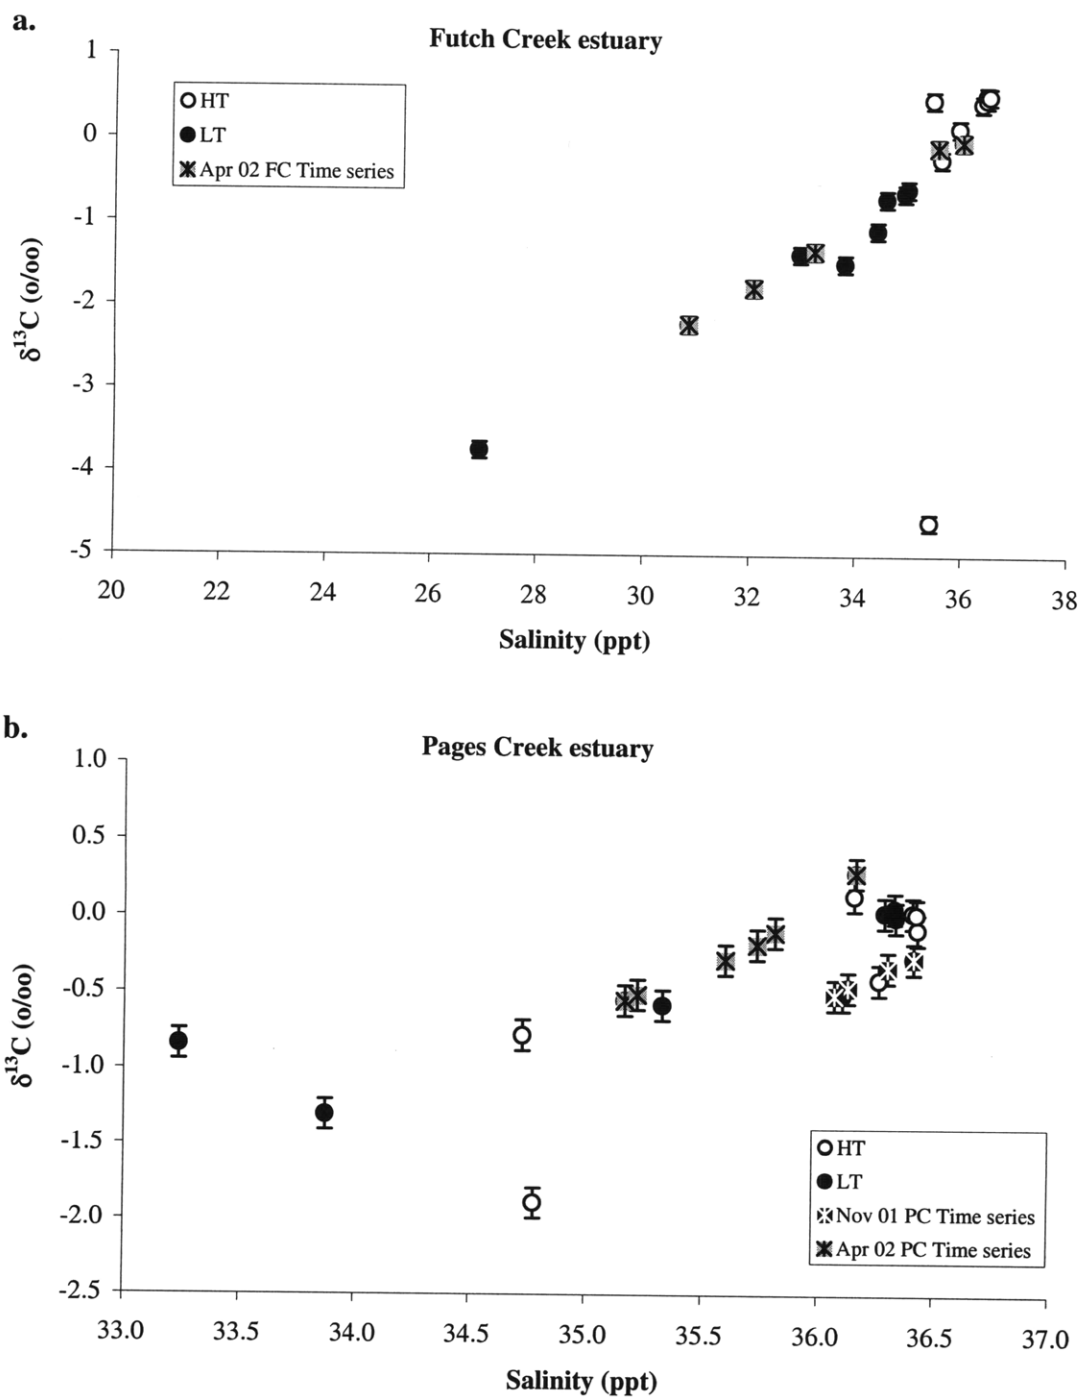 a.
Futch Creek estuary
1
0
-1
-2
-3
-4
-5
δ¹³C (o/oo)
HT
LT
Apr 02 FC Time series
20 22 24 26 28 30 32 34 36 38
Salinity (ppt)
b.
Pages Creek estuary
1.0
0.5
0.0
-0.5
-1.0
-1.5
-2.0
-2.5
δ¹³C (o/oo)
HT
LT
Nov 01 PC Time series
Apr 02 PC Time series
33.0 33.5 34.0 34.5 35.0 35.5 36.0 36.5 37.0
Salinity (ppt)